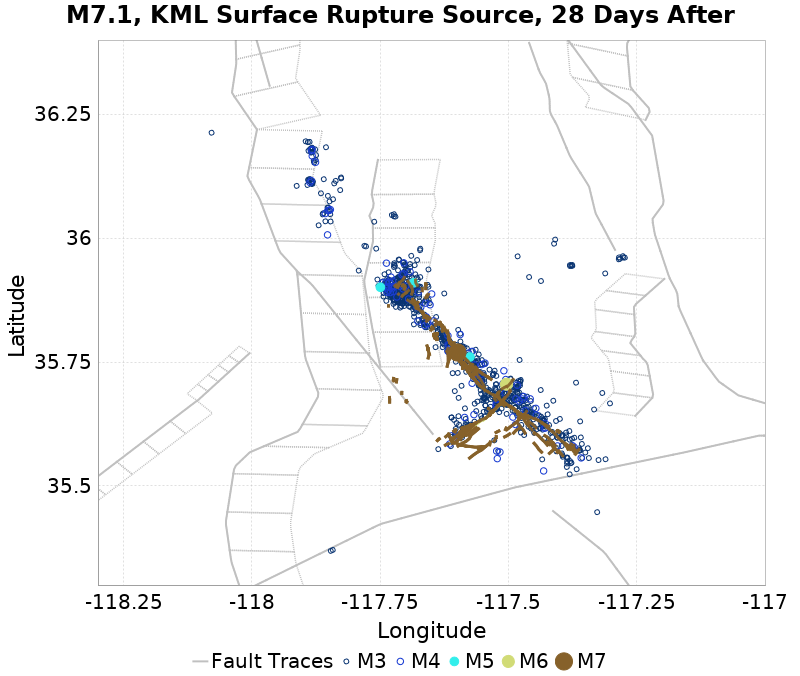 M7.1, KML Surface Rupture Source, 28 Days After
36.25
36
35.75
35.5
Latitude
-118.25 -118 -117.75 -117.5 -117.25 -117
Longitude
Fault Traces M3 M4 M5 M6 M7